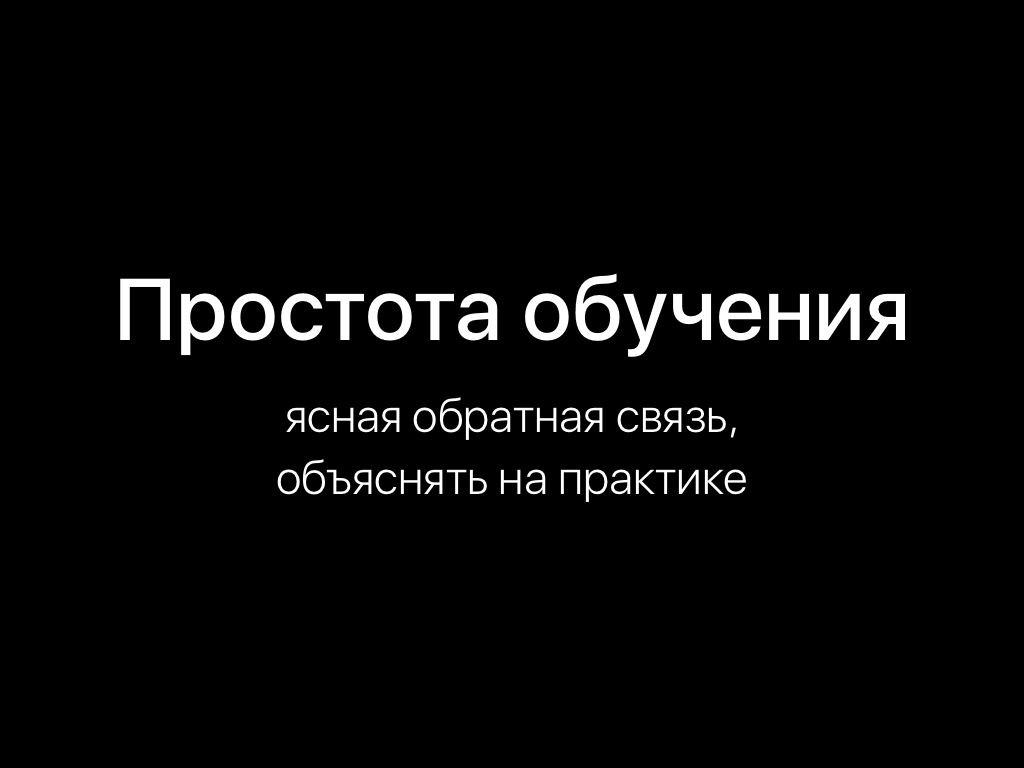 Простота обучения
ясная обратная связь,
объяснять на практике